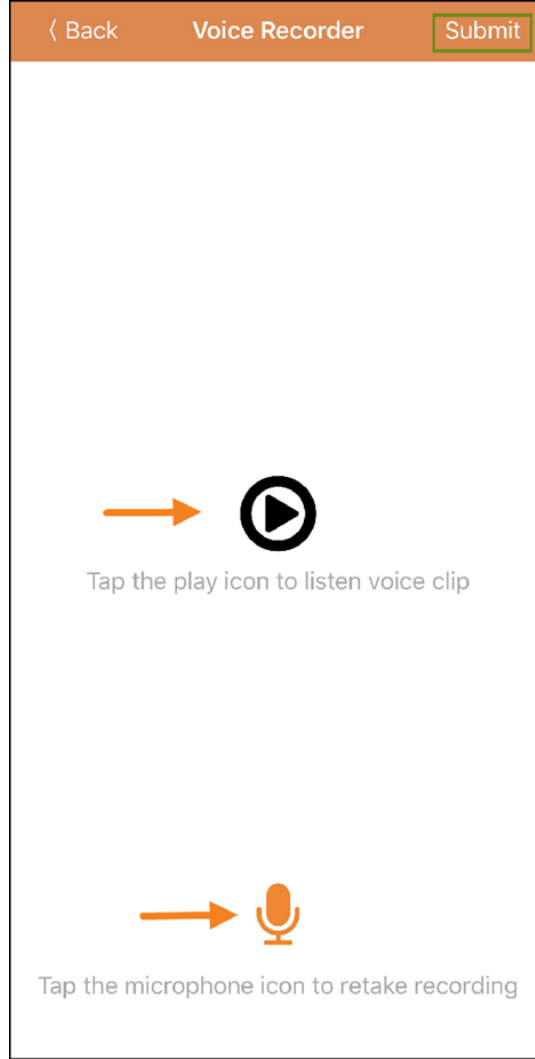 〈 Back Voice Recorder Submit
Tap the play icon to listen voice clip
Tap the microphone icon to retake recording